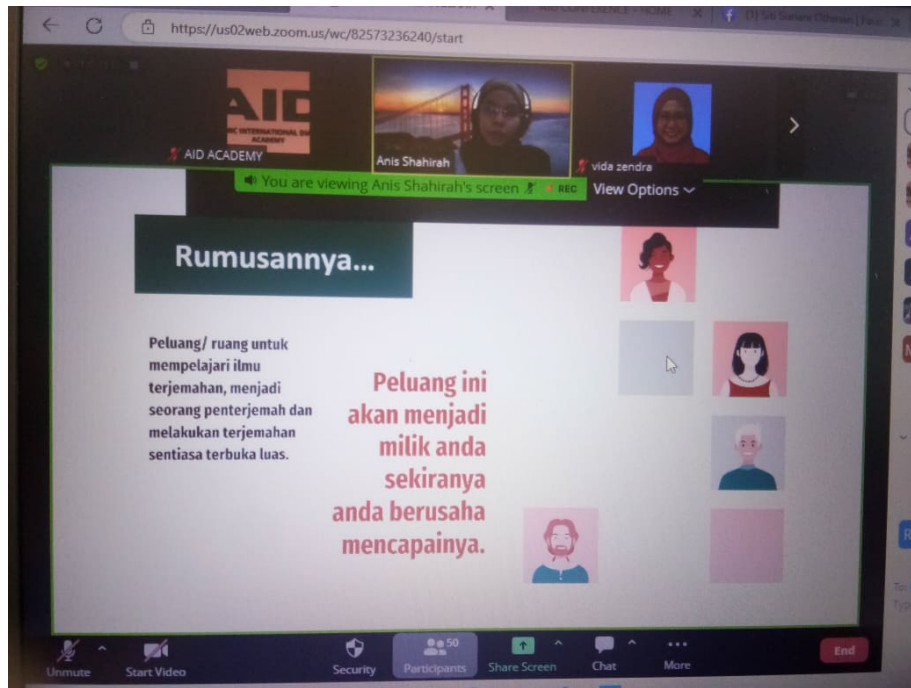 https://us02web.zoom.us/wc/82573236240/start
AID
ACADEMY
AID ACADEMY
Anis Shahirah
vida zendra
You are viewing Anis Shahirah's screen
REC
View Options
Rumusannya...
Peluang/ ruang untuk
mempelajari ilmu
terjemahan, menjadi
seorang penterjemah dan
melakukan terjemahan
sentiasa terbuka luas.
Peluang ini
akan menjadi
milik anda
sekiranya
anda berusaha
mencapainya.
Unmute
Start Video
Security
50
Participants
Share Screen
Chat
More
End